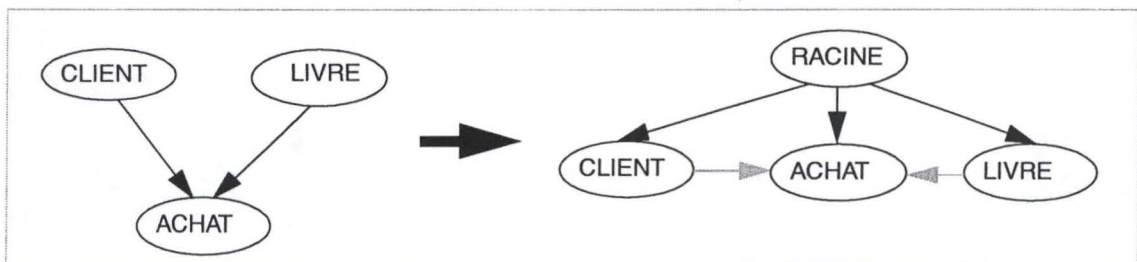 CLIENT
LIVRE
ACHAT
RACINE
CLIENT
ACHAT
LIVRE